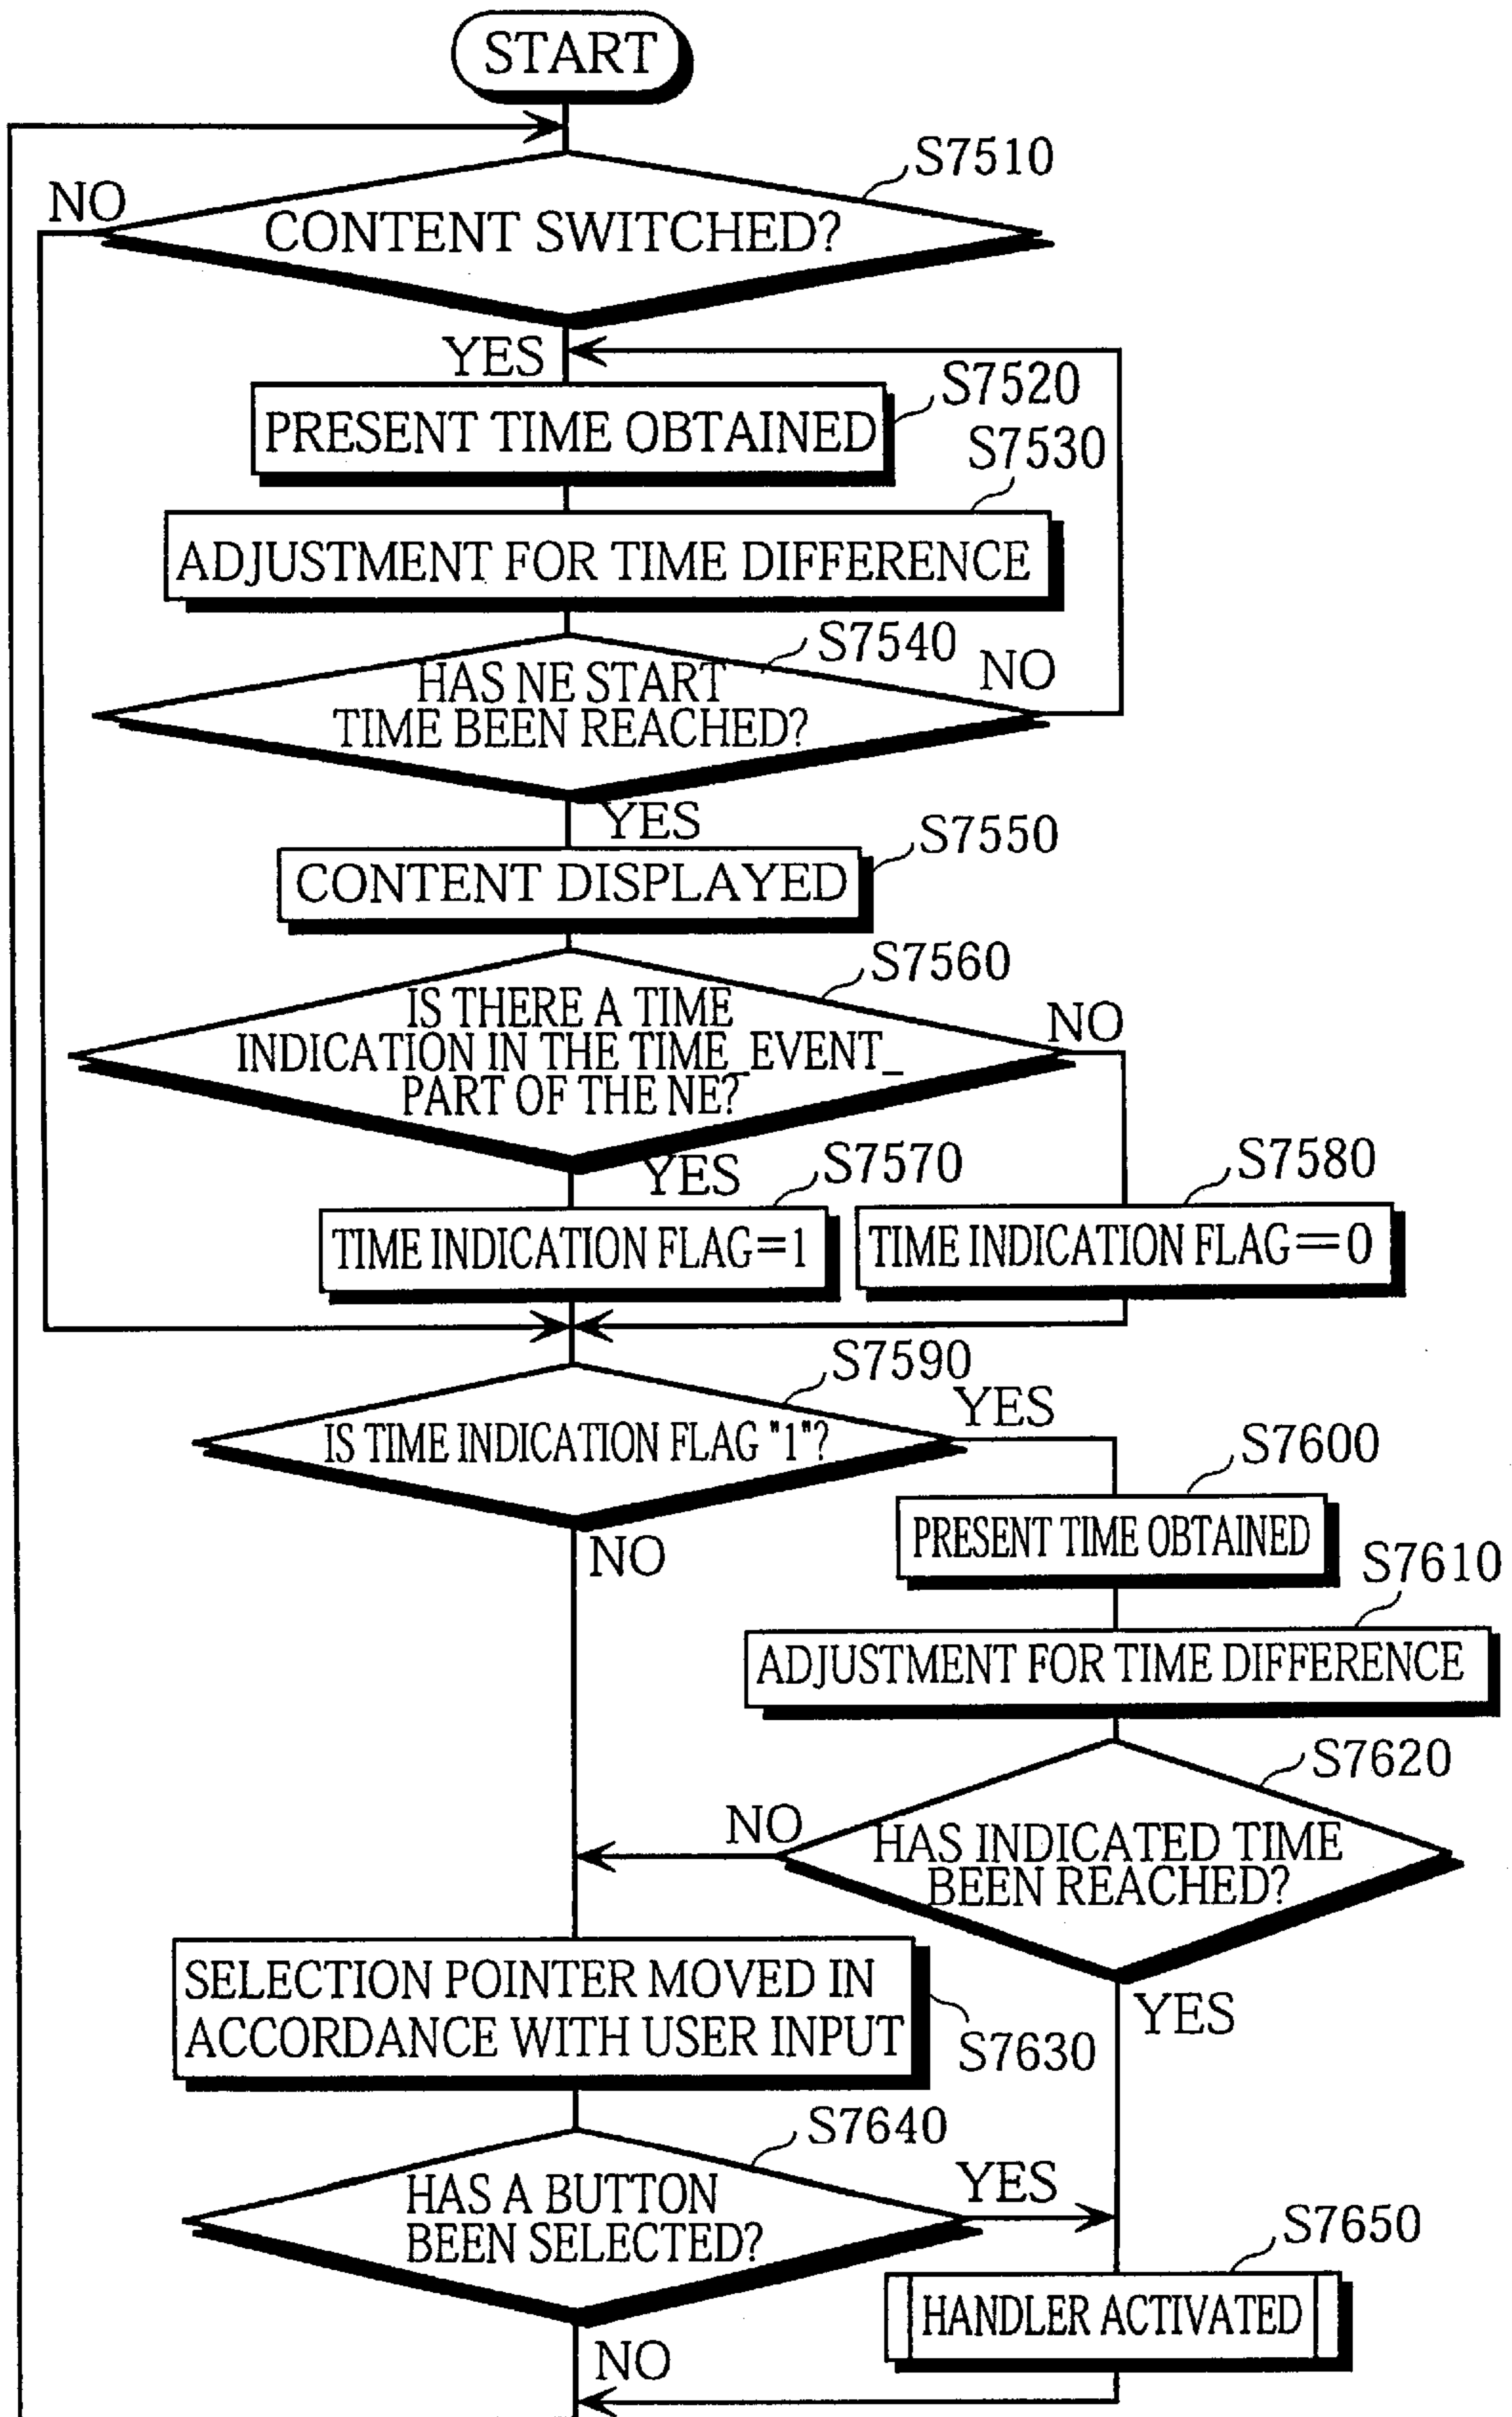 START
S7510
NO
CONTENT SWITCHED?
YES
S7520
PRESENT TIME OBTAINED
S7530
ADJUSTMENT FOR TIME DIFFERENCE
S7540
HAS NE START
NO
TIME BEEN REACHED?
YES
S7550
CONTENT DISPLAYED
S7560
IS THERE A TIME
NO
INDICATION IN THE TIME_EVENT_
PART OF THE NE?
YES
S7570
S7580
TIME INDICATION FLAG=1
TIME INDICATION FLAG=0
S7590
YES
IS TIME INDICATION FLAG "1"?
S7600
NO
PRESENT TIME OBTAINED
S7610
ADJUSTMENT FOR TIME DIFFERENCE
S7620
NO
HAS INDICATED TIME
BEEN REACHED?
SELECTION POINTER MOVED IN
ACCORDANCE WITH USER INPUT
YES
S7630
S7640
HAS A BUTTON
BEEN SELECTED?
YES
S7650
HANDLER ACTIVATED
NO